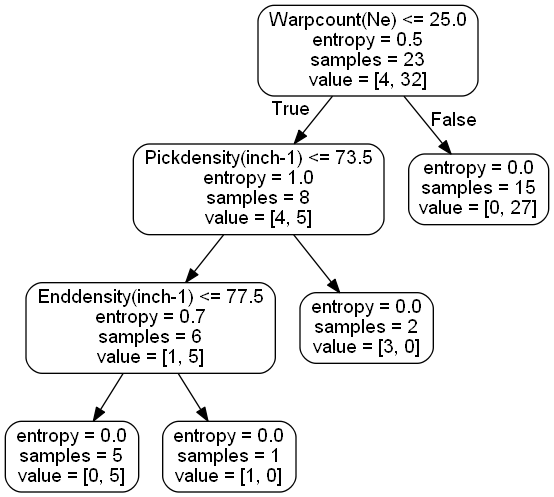 Warpcount(Ne) <= 25.0
entropy = 0.5
samples = 23
value = [4, 32]
True
False
Pickdensity(inch-1) <= 73.5
entropy = 1.0
samples = 8
value = [4, 5]
entropy = 0.0
samples = 15
value = [0, 27]
Enddensity(inch-1) <= 77.5
entropy = 0.7
samples = 6
value = [1, 5]
entropy = 0.0
samples = 2
value = [3, 0]
entropy = 0.0
samples = 5
value = [0, 5]
entropy = 0.0
samples = 1
value = [1, 0]